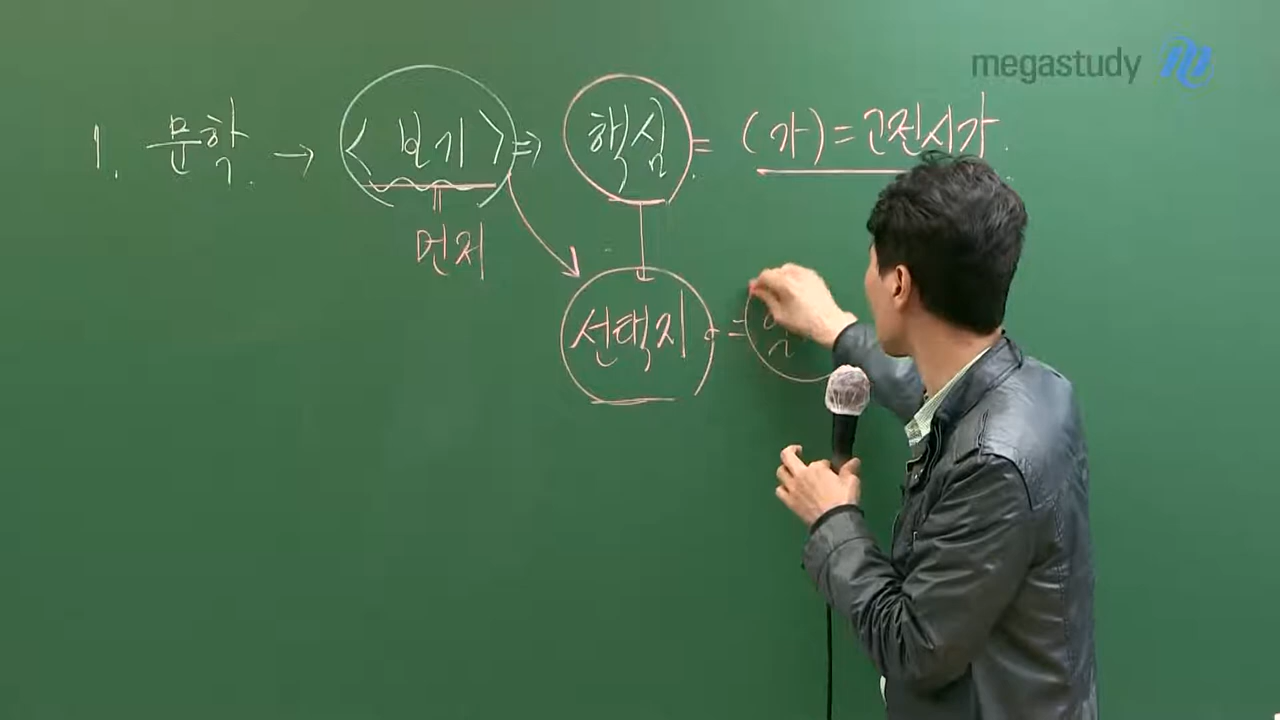 megastudy
1. 문학. → <보기> ⇒ 핵심 = (가) = 고전시가.
먼저
선택지 =